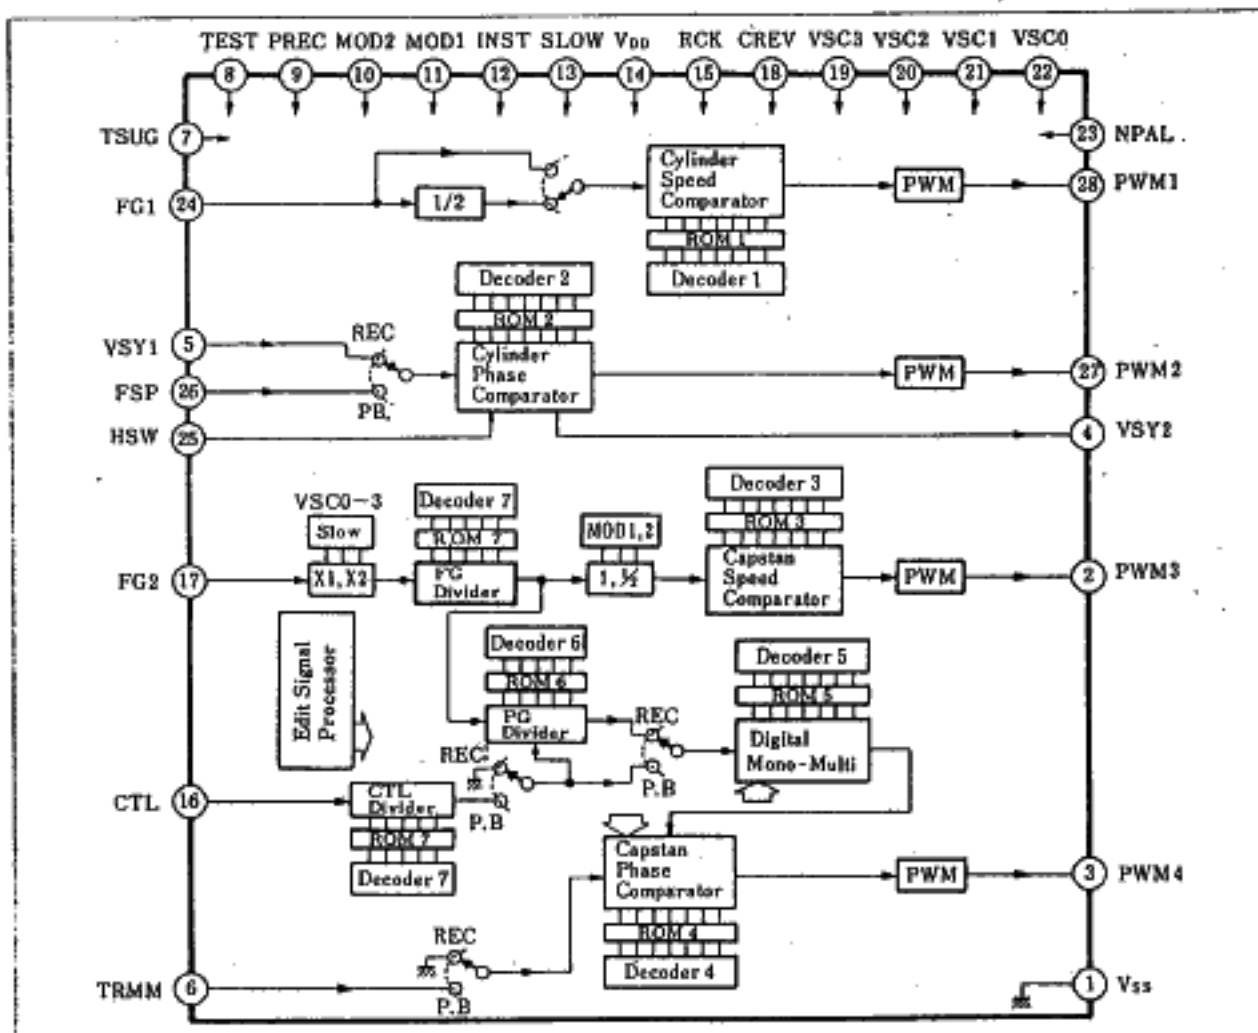 TEST PREC MOD2 MOD1 INST SLOW VDD RCK CREV VSC3 VSC2 VSC1 VSC0
8 9 10 11 12 13 14 15 18 19 20 21 22
TSUG 7
23 NPAL
FG1 24
1/2
Cylinder
Speed
Comparator
PWM
28 PWM1
ROM 1
Decoder 1
Decoder 2
ROM 2
VSY1 5
REC
FSP 26
PB.
Cylinder
Phase
Comparator
PWM
27 PWM2
HSW 25
4 VSY2
VSC0~3
Slow
Decoder 7
ROM 7
MOD1,2
Decoder 3
ROM 3
FG2 17
X1, X2
FG
Divider
1, ½
Capstan
Speed
Comparator
PWM
2 PWM3
Edit Signal
Processor
Decoder 6
ROM 6
PG
Divider
REC
P.B
Decoder 5
ROM 5
Digital
Mono-Multi
REC
P.B
CTL 16
CTL
Divider
ROM 7
Decoder 7
Capstan
Phase
Comparator
PWM
3 PWM4
ROM 4
Decoder 4
REC
P.B
TRMM 6
1 Vss